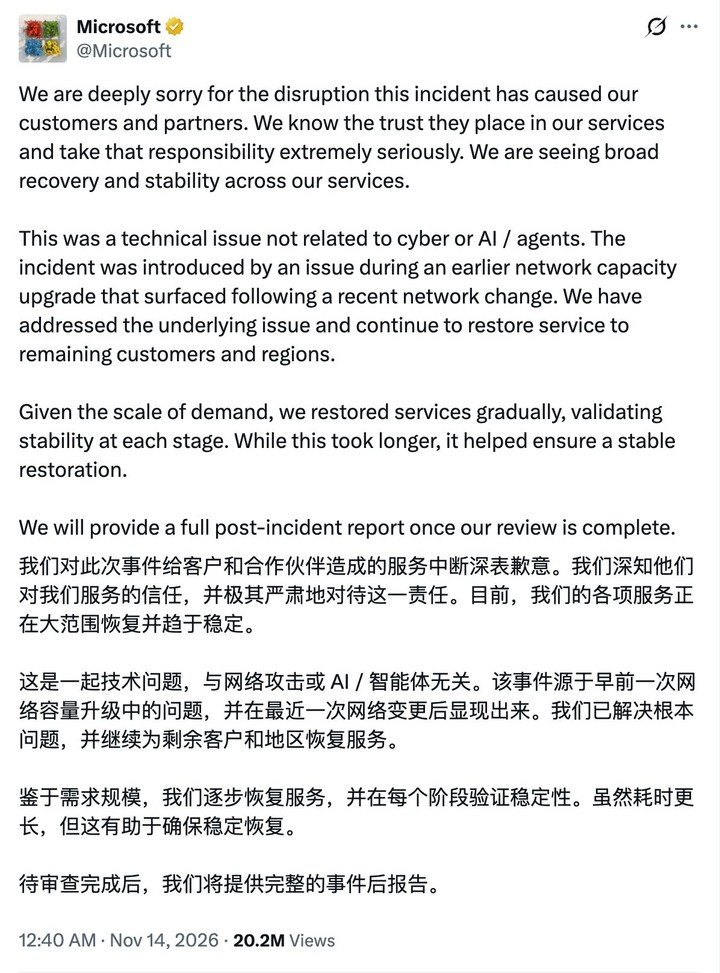 Microsoft
@Microsoft
We are deeply sorry for the disruption this incident has caused our
customers and partners. We know the trust they place in our services
and take that responsibility extremely seriously. We are seeing broad
recovery and stability across our services.
This was a technical issue not related to cyber or AI / agents. The
incident was introduced by an issue during an earlier network capacity
upgrade that surfaced following a recent network change. We have
addressed the underlying issue and continue to restore service to
remaining customers and regions.
Given the scale of demand, we restored services gradually, validating
stability at each stage. While this took longer, it helped ensure a stable
restoration.
We will provide a full post-incident report once our review is complete.
我们对此次事件给客户和合作伙伴造成的服务中断深表歉意。我们深知他们
对我们服务的信任，并极其严肃地对待这一责任。目前，我们的各项服务正
在大范围恢复并趋于稳定。
这是一起技术问题，与网络攻击或 AI / 智能体无关。该事件源于早前一次网
络容量升级中的问题，并在最近一次网络变更后显现出来。我们已解决根本
问题，并继续为剩余客户和地区恢复服务。
鉴于需求规模，我们逐步恢复服务，并在每个阶段验证稳定性。虽然耗时更
长，但这有助于确保稳定恢复。
待审查完成后，我们将提供完整的事件后报告。
12:40 AM · Nov 14, 2026 · 20.2M Views